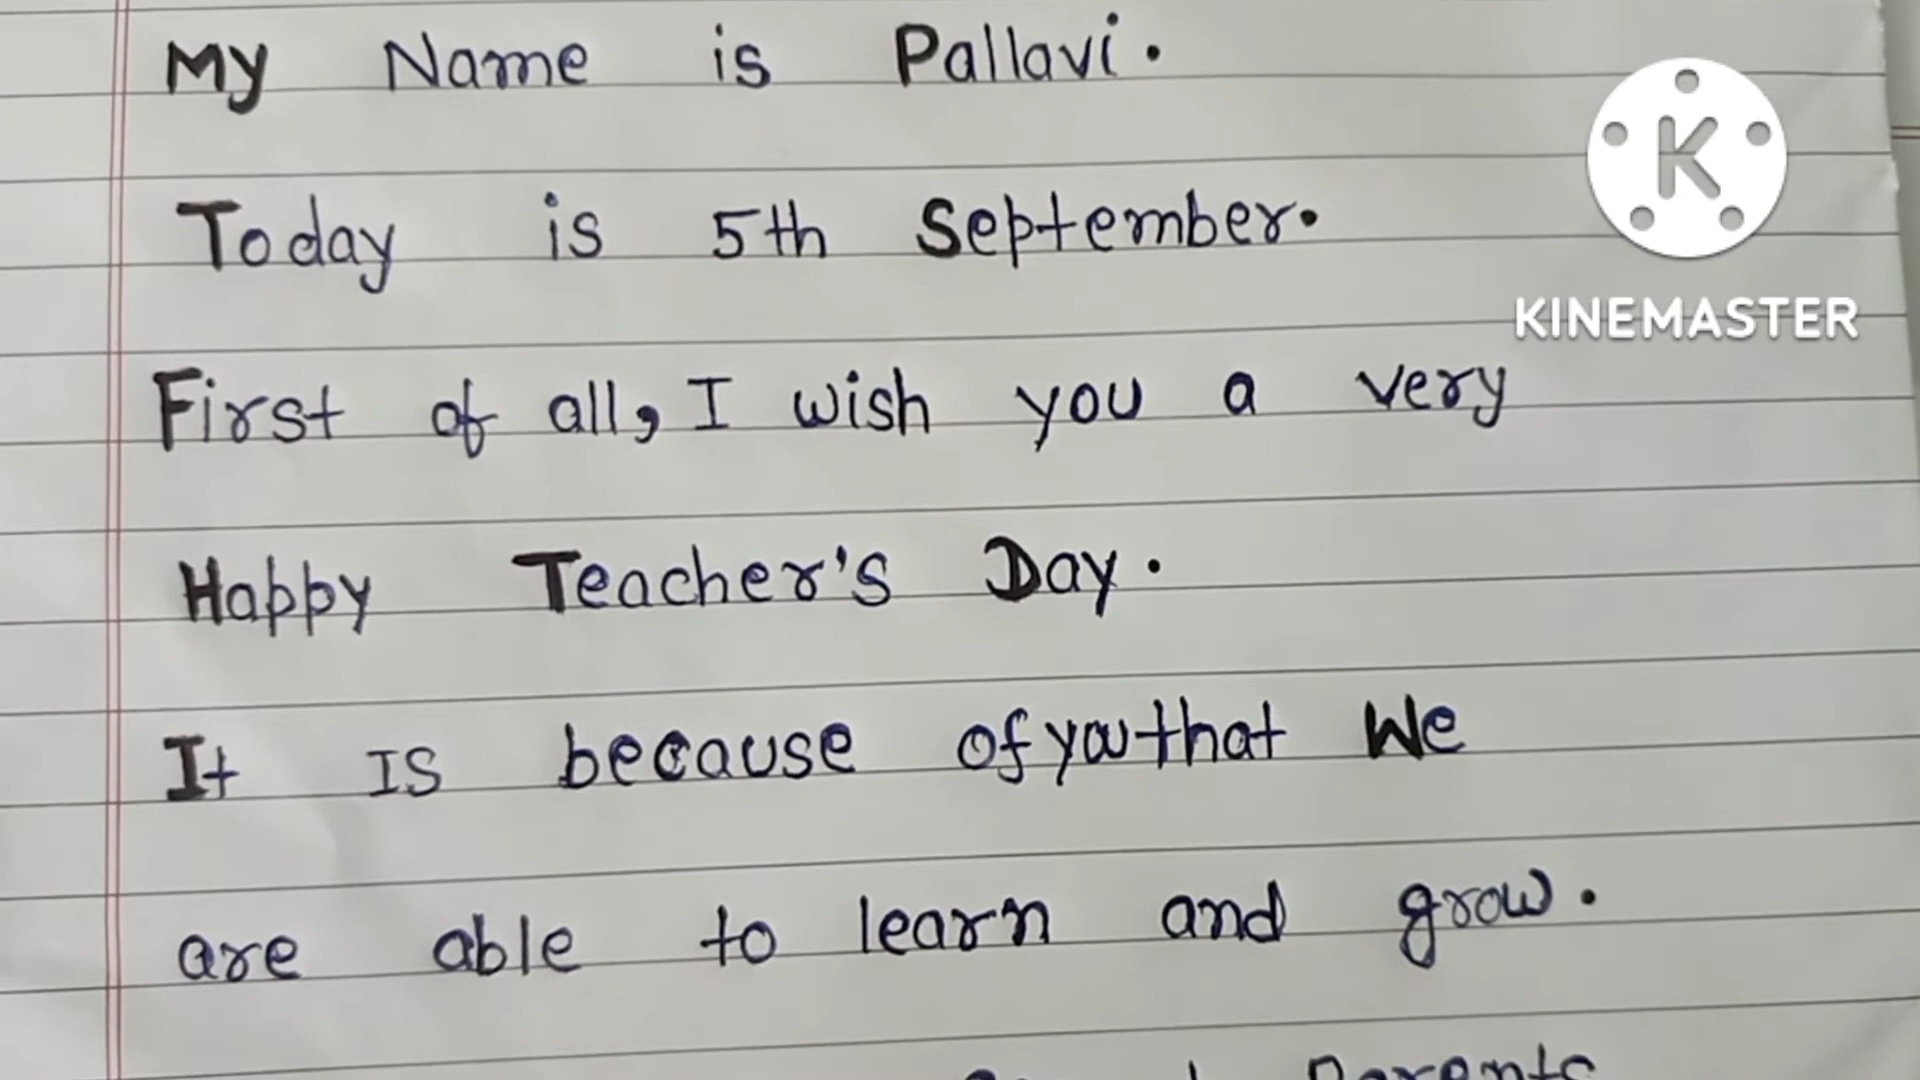 My Name is Pallavi.
Today is 5th September.
First of all, I wish you a very
Happy Teacher's Day.
It IS because of you that We
are able to learn and grow.
Parents
K
KINEMASTER